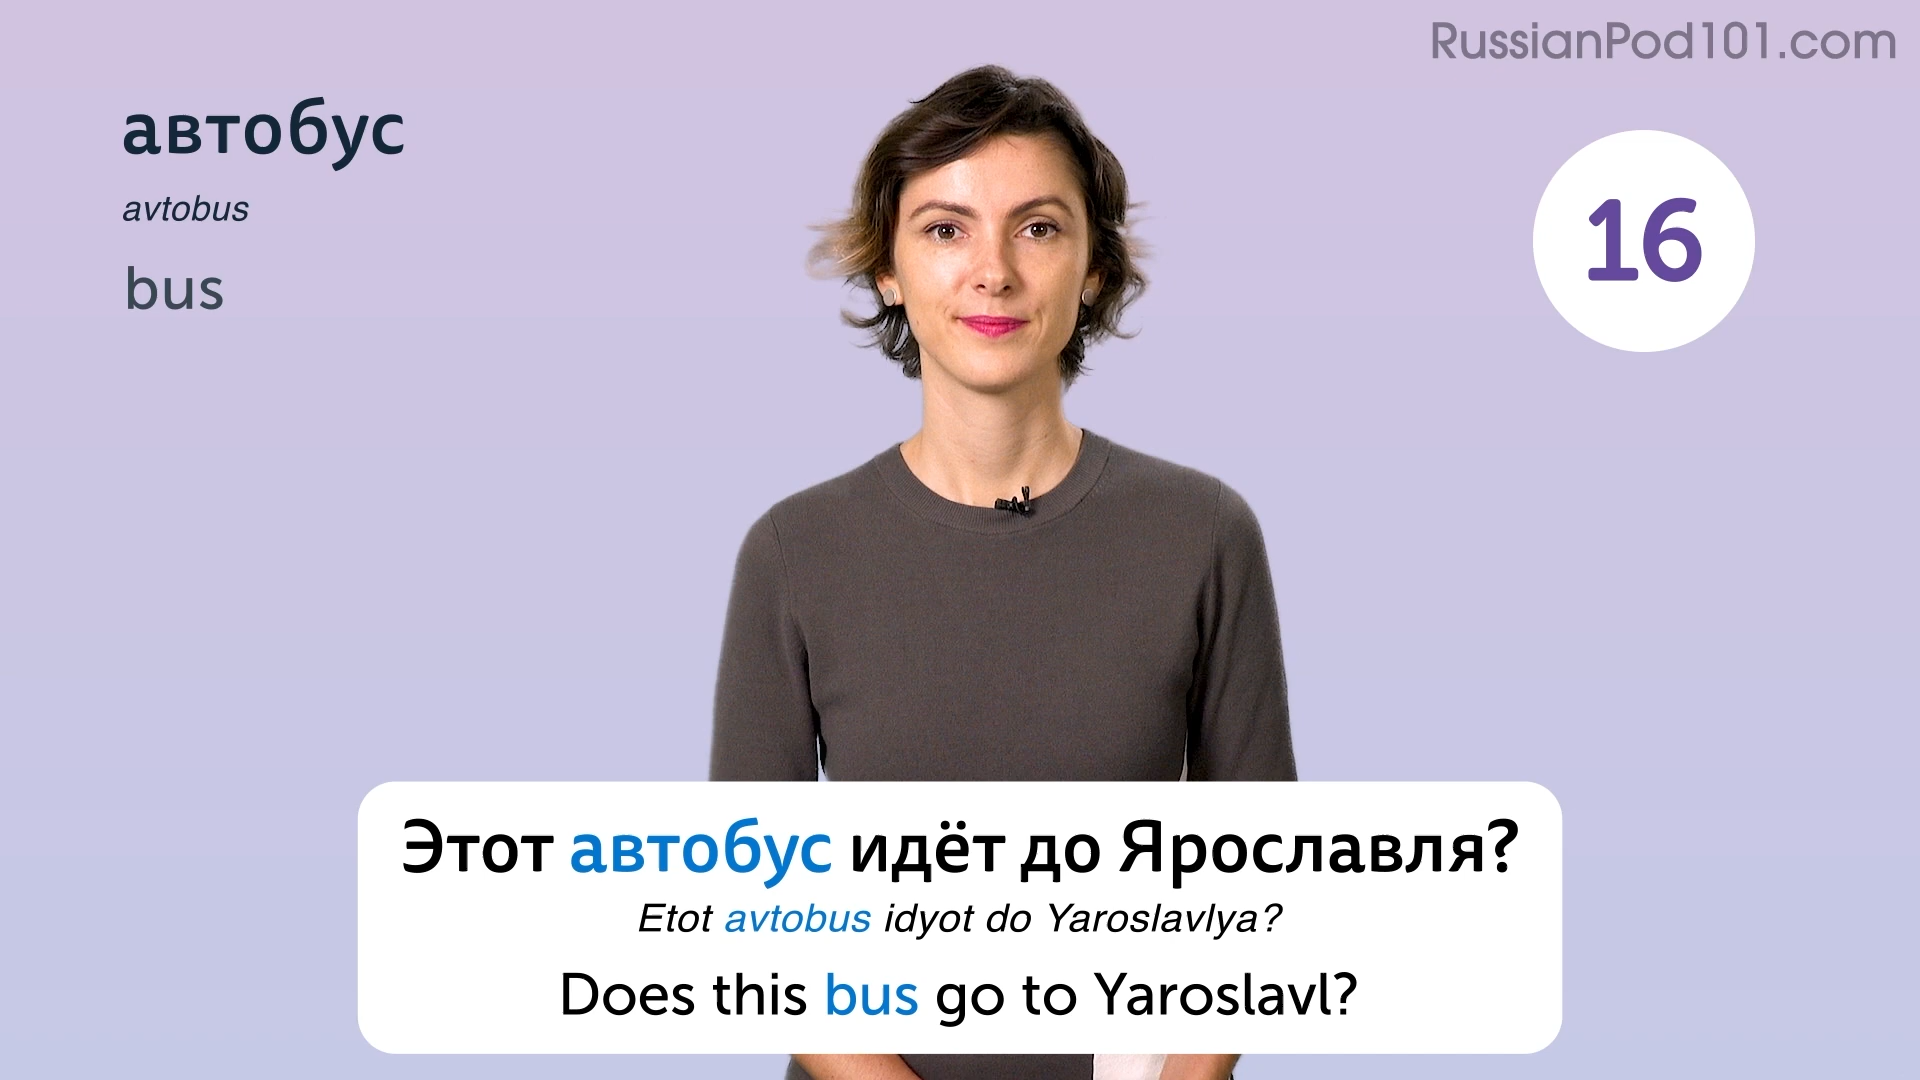 RussianPod101.com
автобус
avtobus
bus
16
Этот автобус идёт до Ярославля?
Etot avtobus idyot do Yaroslavlya?
Does this bus go to Yaroslavl?